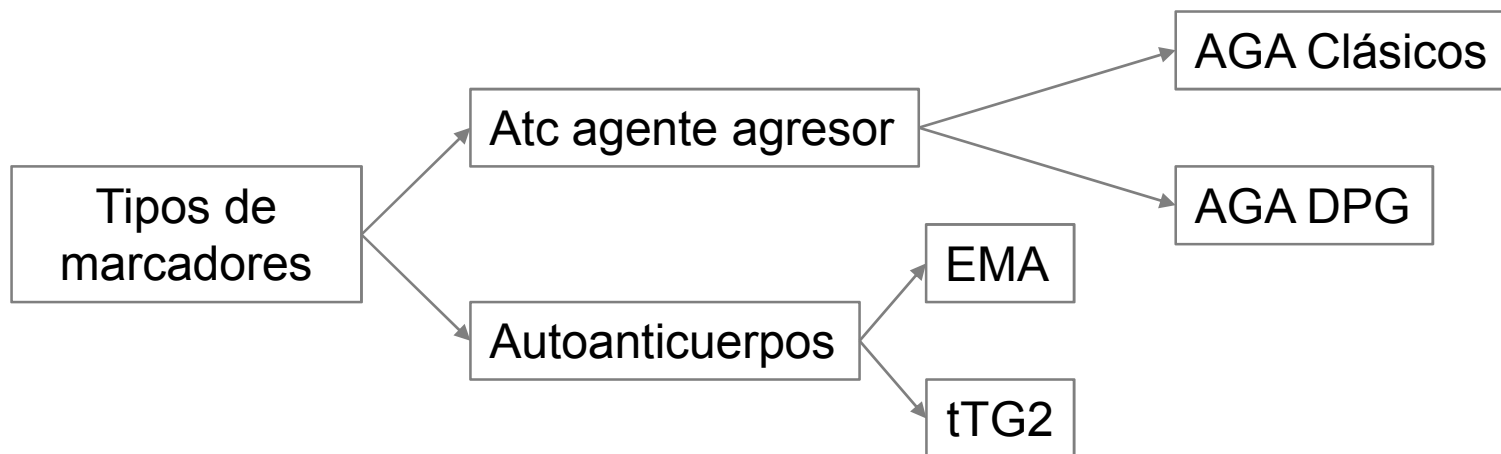 Tipos de
marcadores
Atc agente agresor
AGA Clásicos
AGA DPG
Autoanticuerpos
EMA
tTG2